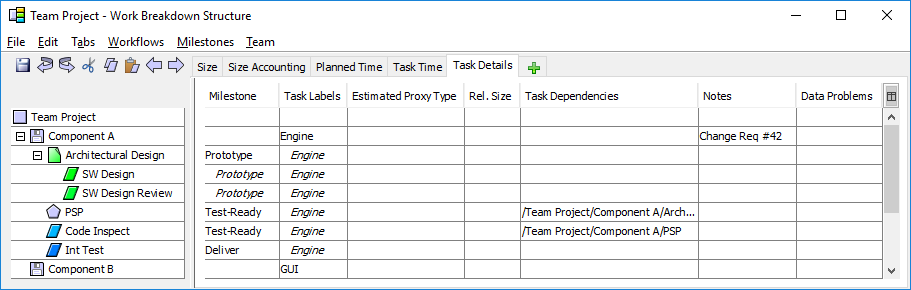 Team Project - Work Breakdown Structure
File Edit Tabs Workflows Milestones Team
Size Size Accounting Planned Time Task Time Task Details
Milestone Task Labels Estimated Proxy Type Rel. Size Task Dependencies Notes Data Problems
Team Project
Component A Engine Change Req #42
Architectural Design Prototype Engine
SW Design Prototype Engine
SW Design Review Prototype Engine
PSP Test-Ready Engine /Team Project/Component A/Arch...
Code Inspect Test-Ready Engine /Team Project/Component A/PSP
Int Test Deliver Engine
Component B GUI